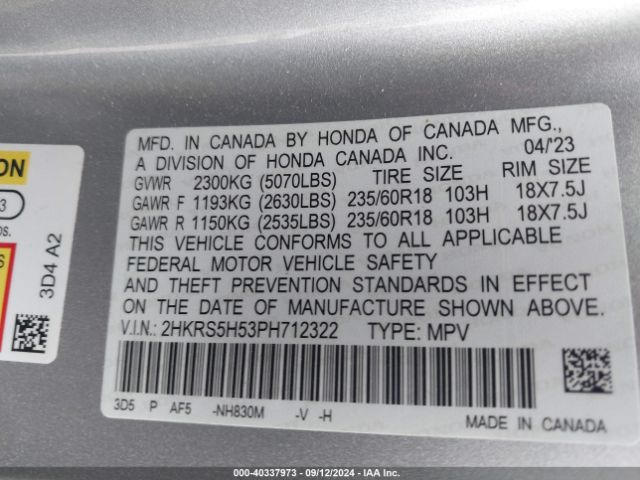 MFD. IN CANADA BY HONDA OF CANADA MFG.,
A DIVISION OF HONDA CANADA INC. 04/'23
GVWR 2300KG (5070LBS) TIRE SIZE RIM SIZE
GAWR F 1193KG (2630LBS) 235/60R18 103H 18X7.5J
GAWR R 1150KG (2535LBS) 235/60R18 103H 18X7.5J
THIS VEHICLE CONFORMS TO ALL APPLICABLE
FEDERAL MOTOR VEHICLE SAFETY
AND THEFT PREVENTION STANDARDS IN EFFECT
ON THE DATE OF MANUFACTURE SHOWN ABOVE.
V.I.N.: 2HKRS5H53PH712322 TYPE: MPV
3D5 P AF5 -NH830M -V -H
MADE IN CANADA
3D4 A2
000-40337973 - 09/12/2024 - IAA Inc.